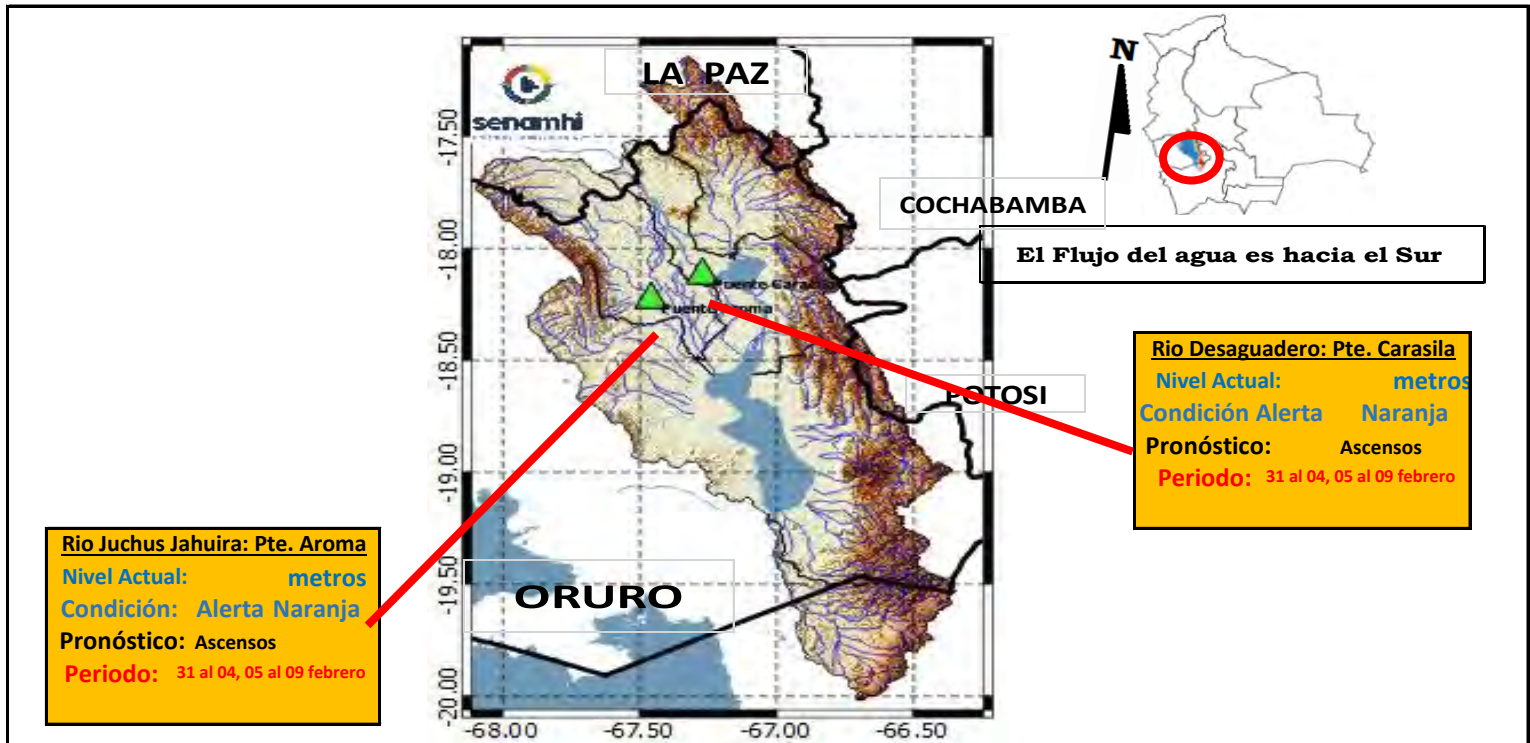 LA PAZ
senamhi
N
COCHABAMBA
El Flujo del agua es hacia el Sur
POTOSI
ORURO
Puente
Puente
-17.50
-18.00
-18.50
-19.00
-19.50
-20.00
-68.00 -67.50 -67.00 -66.50
Rio Desaguadero: Pte. Carasila
Nivel Actual: metros
Condición Alerta Naranja
Pronóstico: Ascensos
Periodo: 31 al 04, 05 al 09 febrero
Rio Juchus Jahuira: Pte. Aroma
Nivel Actual: metros
Condición: Alerta Naranja
Pronóstico: Ascensos
Periodo: 31 al 04, 05 al 09 febrero